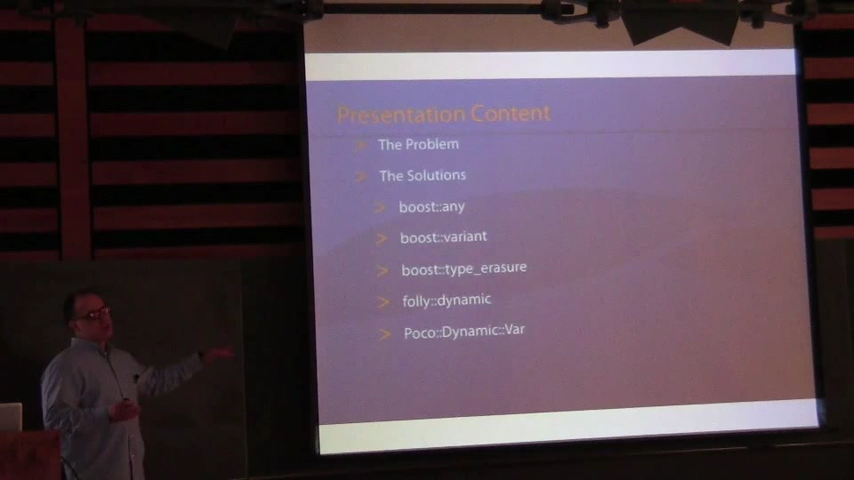 Presentation Content
> The Problem
> The Solutions
> boost::any
> boost::variant
> boost::type_erasure
> folly::dynamic
> Poco::Dynamic::Var